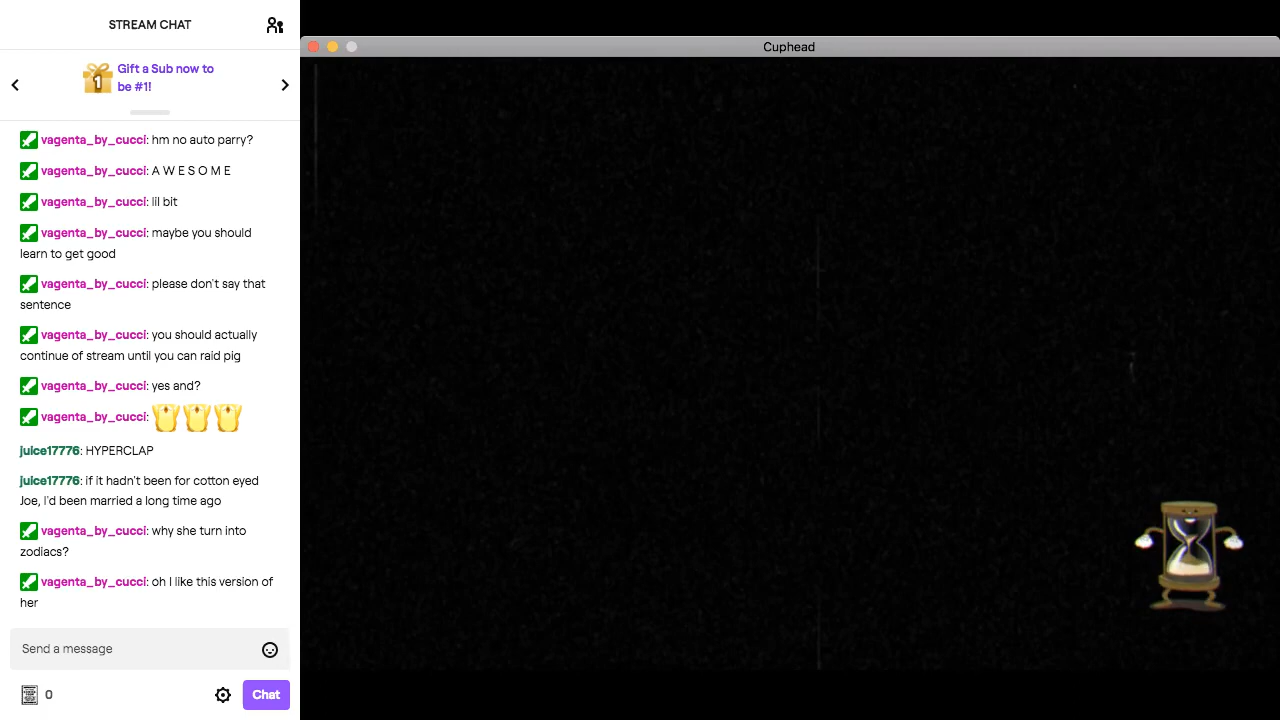 STREAM CHAT
Gift a Sub now to
be #1!
1
vagenta_by_cucci: hm no auto parry?
vagenta_by_cucci: A W E S O M E
vagenta_by_cucci: lil bit
vagenta_by_cucci: maybe you should
learn to get good
vagenta_by_cucci: please don't say that
sentence
vagenta_by_cucci: you should actually
continue of stream until you can raid pig
vagenta_by_cucci: yes and?
vagenta_by_cucci:
juice17776: HYPERCLAP
juice17776: if it hadn't been for cotton eyed
Joe, I'd been married a long time ago
vagenta_by_cucci: why she turn into
zodiacs?
vagenta_by_cucci: oh I like this version of
her
Send a message
0
Chat
Cuphead